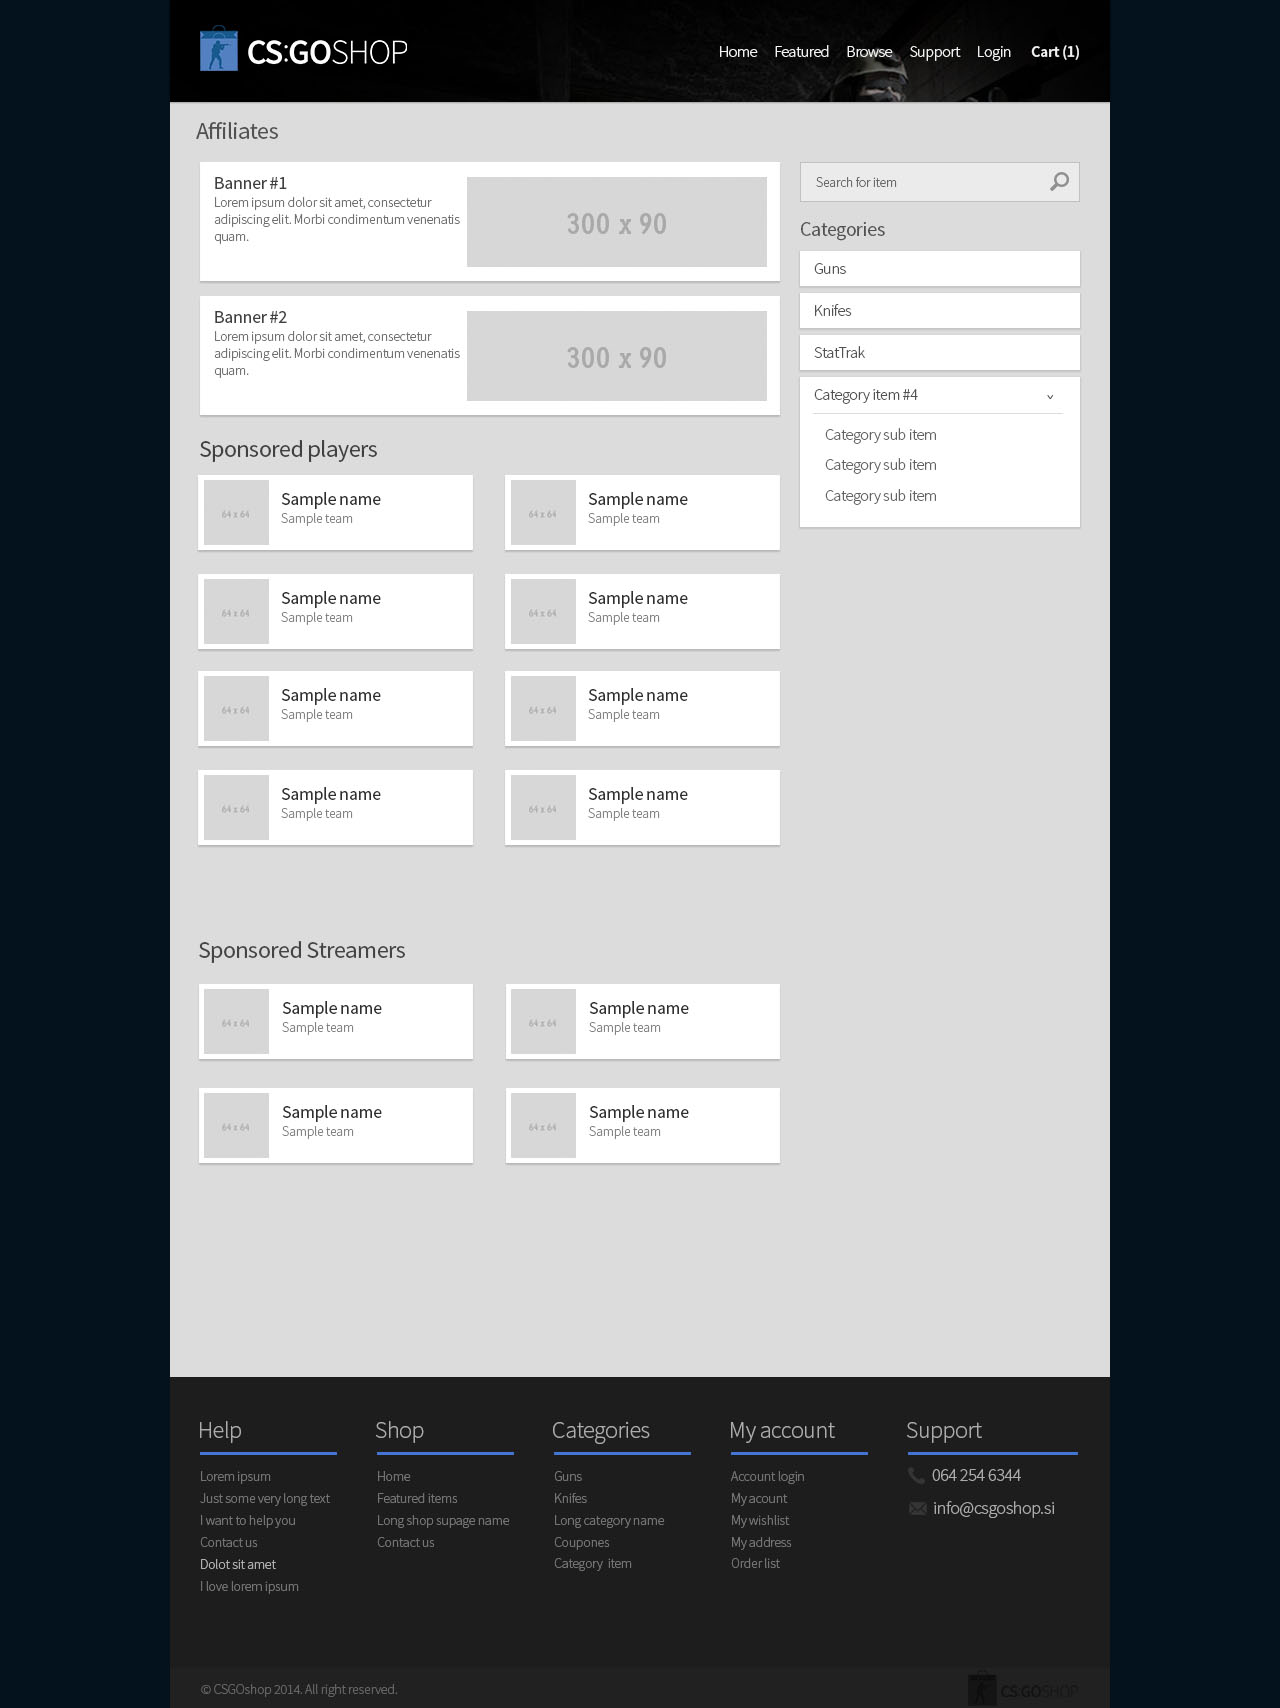 CS:GOSHOP
Home Featured Browse Support Login Cart (1)
Affiliates
Banner #1
Lorem ipsum dolor sit amet, consectetur
adipiscing elit. Morbi condimentum venenatis
quam.
300 x 90
Banner #2
Lorem ipsum dolor sit amet, consectetur
adipiscing elit. Morbi condimentum venenatis
quam.
300 x 90
Search for item
Categories
Guns
Knifes
StatTrak
Category item #4
Category sub item
Category sub item
Category sub item
Sponsored players
64 x 64
Sample name
Sample team
64 x 64
Sample name
Sample team
64 x 64
Sample name
Sample team
64 x 64
Sample name
Sample team
64 x 64
Sample name
Sample team
64 x 64
Sample name
Sample team
64 x 64
Sample name
Sample team
64 x 64
Sample name
Sample team
Sponsored Streamers
64 x 64
Sample name
Sample team
64 x 64
Sample name
Sample team
64 x 64
Sample name
Sample team
64 x 64
Sample name
Sample team
Help
Lorem ipsum
Just some very long text
I want to help you
Contact us
Dolot sit amet
I love lorem ipsum
Shop
Home
Featured items
Long shop supage name
Contact us
Categories
Guns
Knifes
Long category name
Coupones
Category item
My account
Account login
My acount
My wishlist
My address
Order list
Support
064 254 6344
info@csgoshop.si
© CSGOshop 2014. All right reserved.
CS:GOSHOP